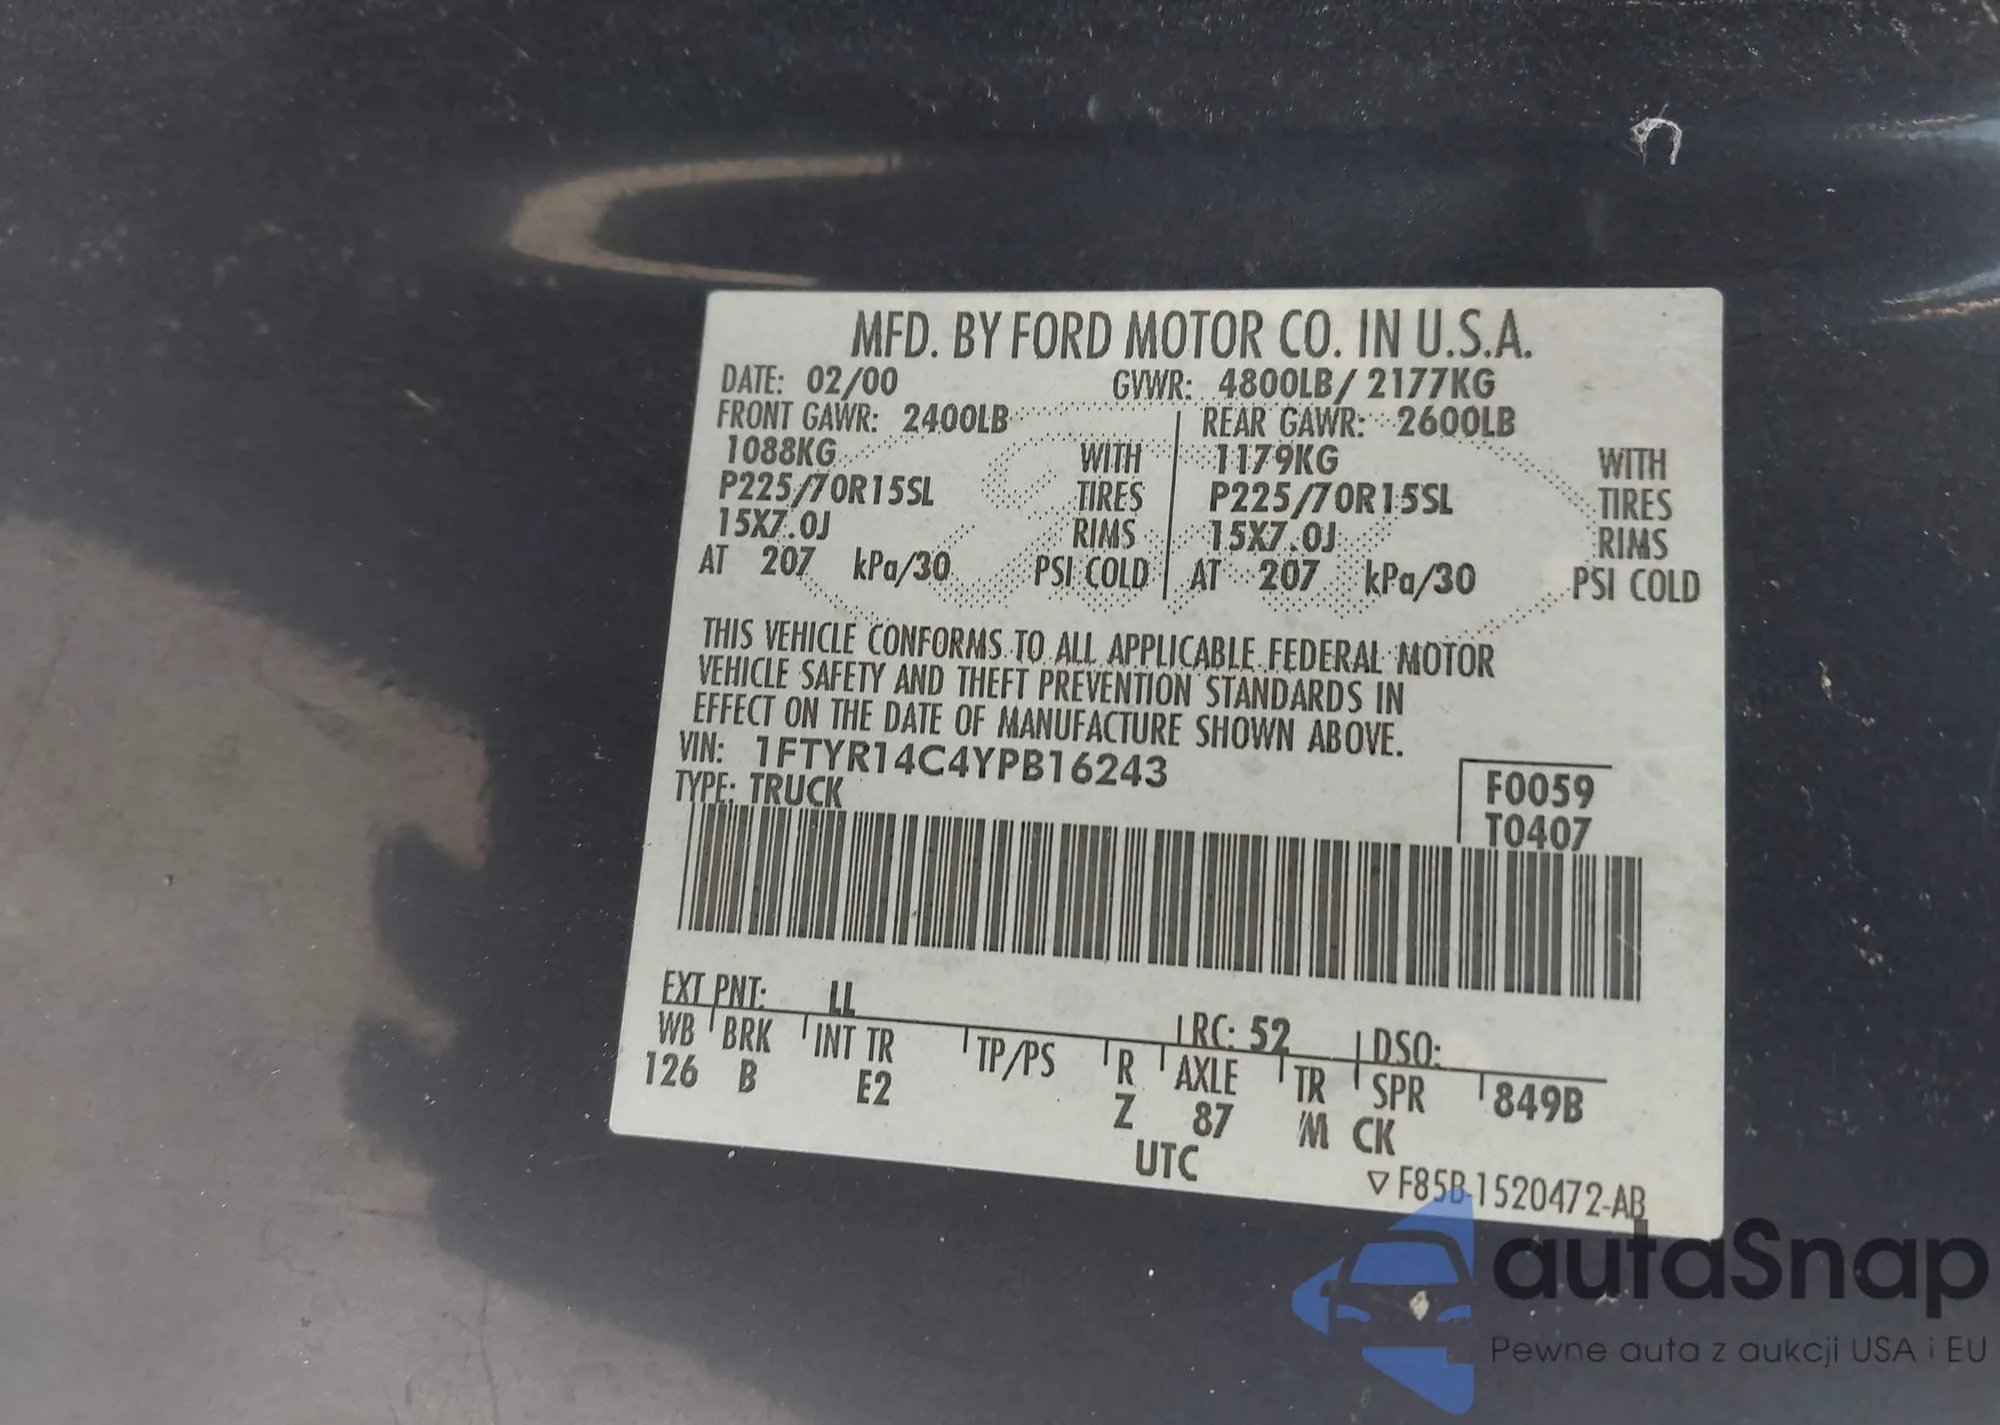 MFD. BY FORD MOTOR CO. IN U.S.A.
DATE: 02/00 GVWR: 4800LB/ 2177KG
FRONT GAWR: 2400LB REAR GAWR: 2600LB
1088KG WITH 1179KG WITH
P225/70R15SL TIRES P225/70R15SL TIRES
15X7.0J RIMS 15X7.0J RIMS
AT 207 kPa/30 PSI COLD AT 207 kPa/30 PSI COLD
THIS VEHICLE CONFORMS TO ALL APPLICABLE FEDERAL MOTOR
VEHICLE SAFETY AND THEFT PREVENTION STANDARDS IN
EFFECT ON THE DATE OF MANUFACTURE SHOWN ABOVE.
VIN: 1FTYR14C4YPB16243
TYPE: TRUCK
F0059
T0407
EXT PNT: LL RC: 52 DSO:
WB BRK INT TR TP/PS R AXLE TR SPR 849B
126 B E2 Z 87 M CK
UTC
▽ F85B-1520472-AB
autaSnap
Pewne auta z aukcji USA i EU